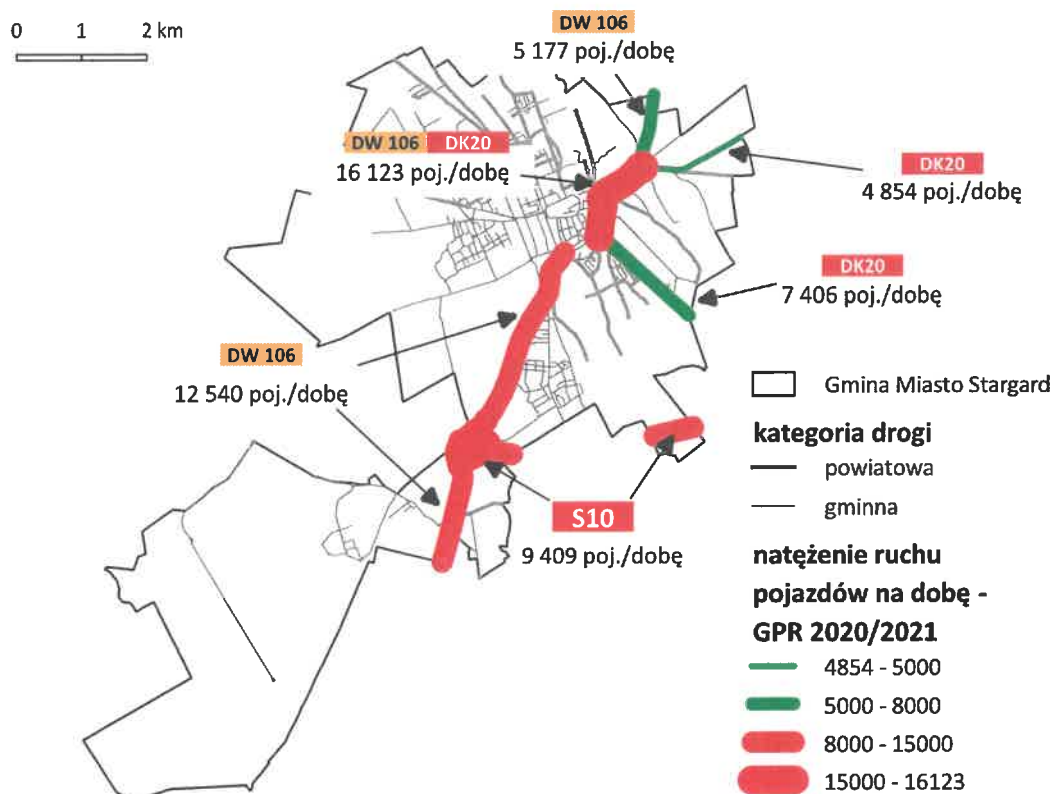 0 1 2 km
DW 106
5 177 poj./dobę
DW 106 DK20
16 123 poj./dobę
DK20
4 854 poj./dobę
DK20
7 406 poj./dobę
DW 106
12 540 poj./dobę
S10
9 409 poj./dobę
Gmina Miasto Stargard
kategoria drogi
powiatowa
gminna
natężenie ruchu
pojazdów na dobę -
GPR 2020/2021
4854 - 5000
5000 - 8000
8000 - 15000
15000 - 16123